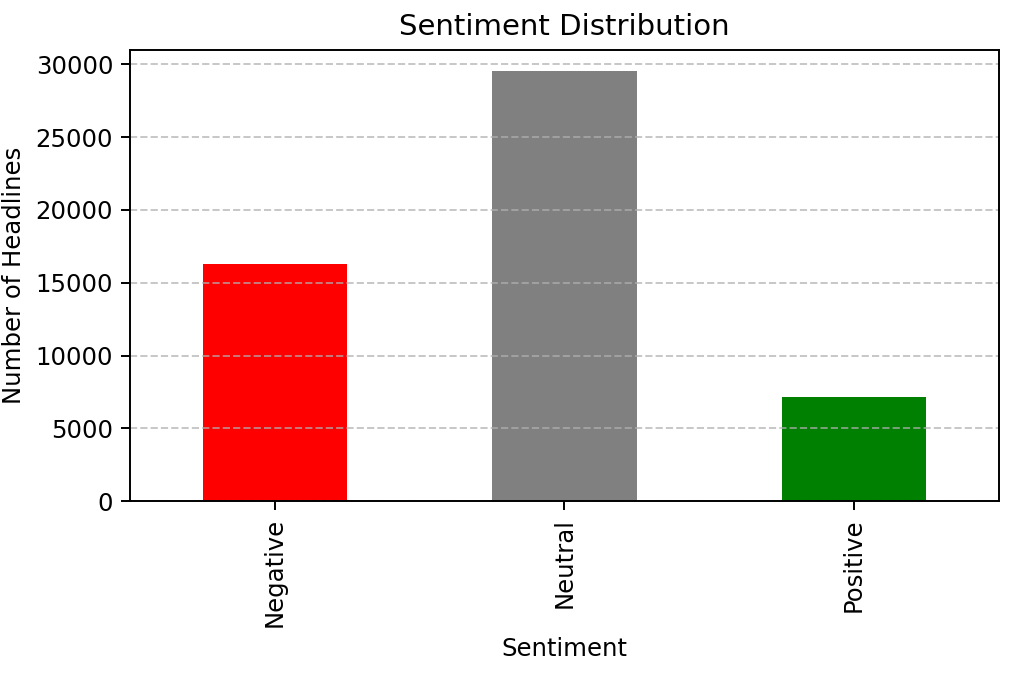 Sentiment Distribution
Number of Headlines
30000
25000
20000
15000
10000
5000
0
Negative
Neutral
Positive
Sentiment